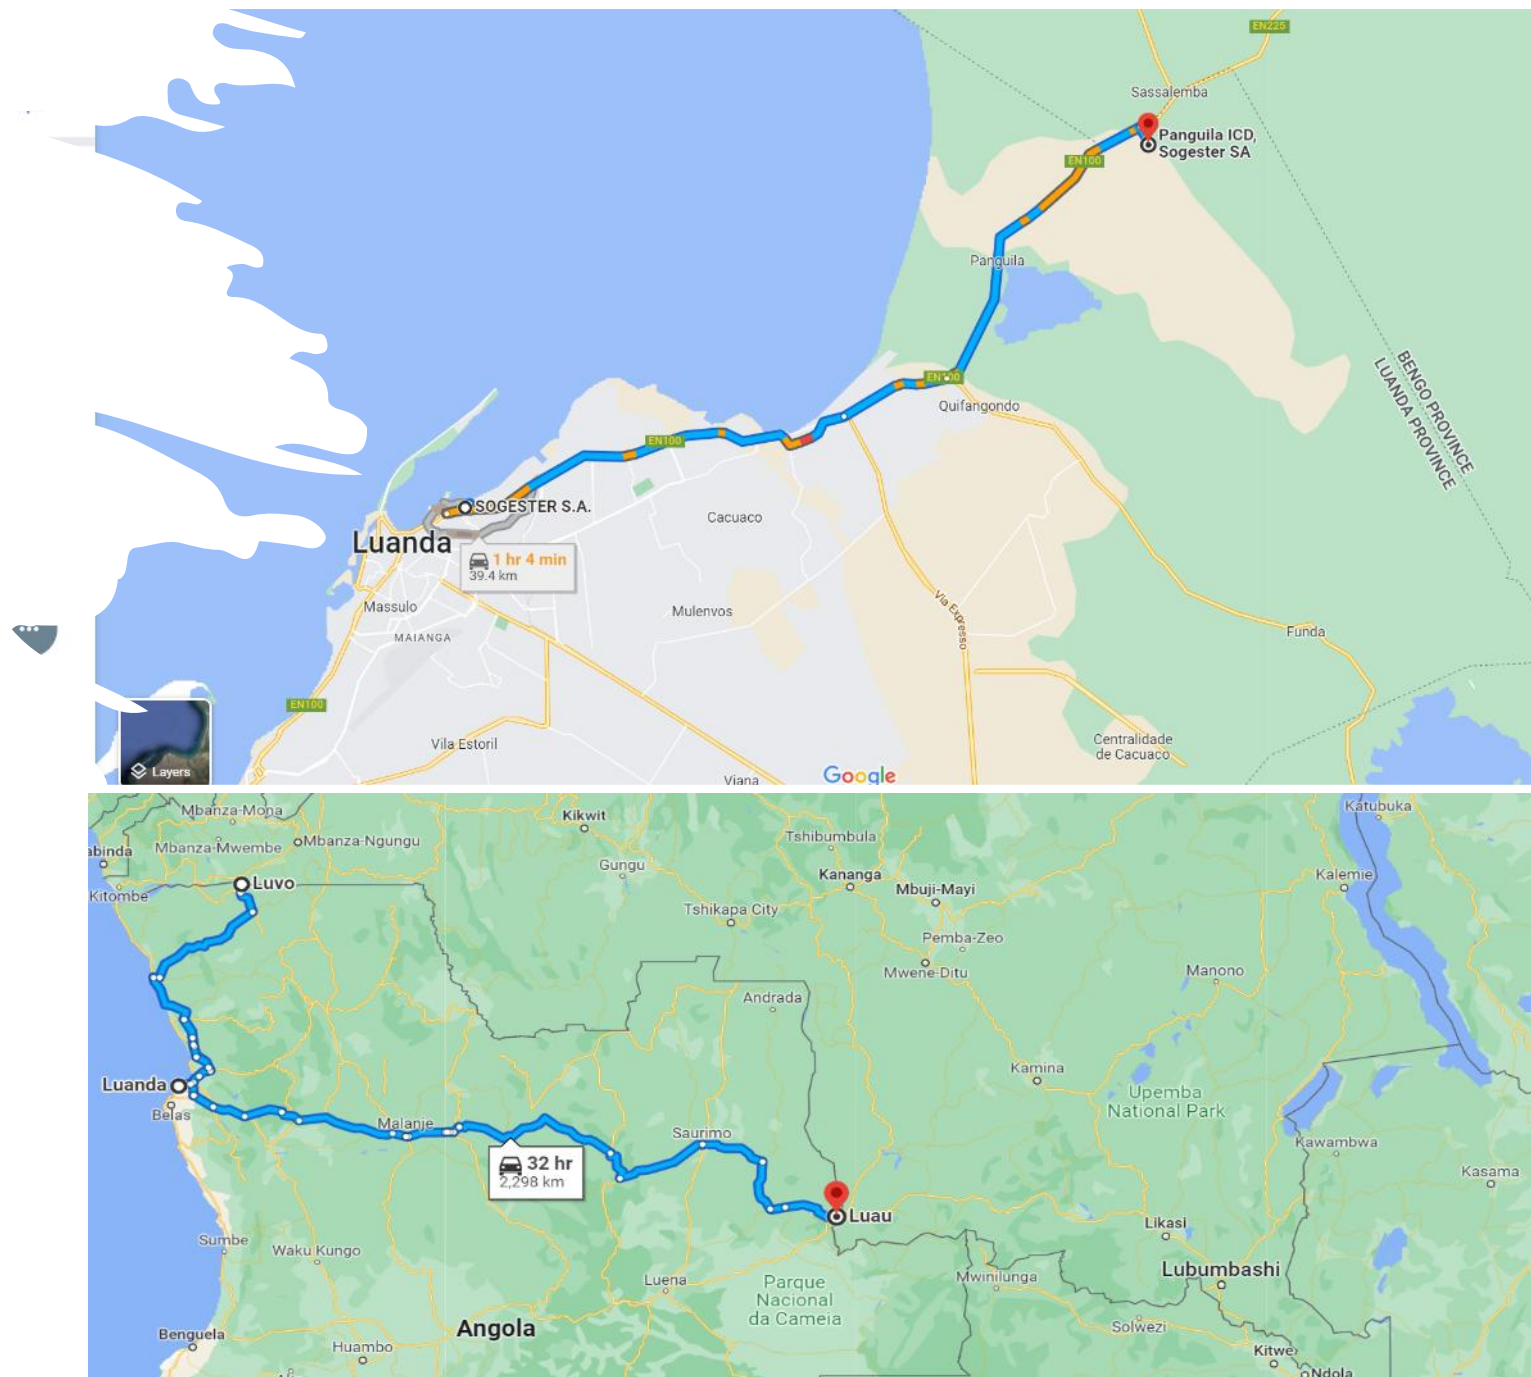 EN225
Sassalemba
Panguila ICD,
Sogester SA
EN100
Panguila
BENGO PROVINCE
LUANDA PROVINCE
EN100
Quifangondo
EN100
SOGESTER S.A.
Cacuaco
Luanda
1 hr 4 min
39.4 km
Massulo
Mulenvos
Via Expresso
MAIANGA
Funda
EN100
Vila Estoril
Centralidade
de Cacuaco
Layers
Viana
Google
Mbanza-Mona
Kikwit
Katubuka
abinda
Mbanza-Mwembe
Mbanza-Ngungu
Tshibumbula
Gungu
Kananga
Kalemie
Luvo
Mbuji-Mayi
Kitombe
Tshikapa City
Pemba-Zeo
Mwene-Ditu
Manono
Andrada
Kamina
Luanda
Upemba
National Park
Belas
Malanje
Saurimo
Kawambwa
32 hr
2,298 km
Kasama
Luau
Likasi
Sumbe
Waku Kungo
Lubumbashi
Luena
Parque
Nacional
da Cameia
Mwinilunga
Angola
Solwezi
Benguela
Huambo
Kitwe
Ndola